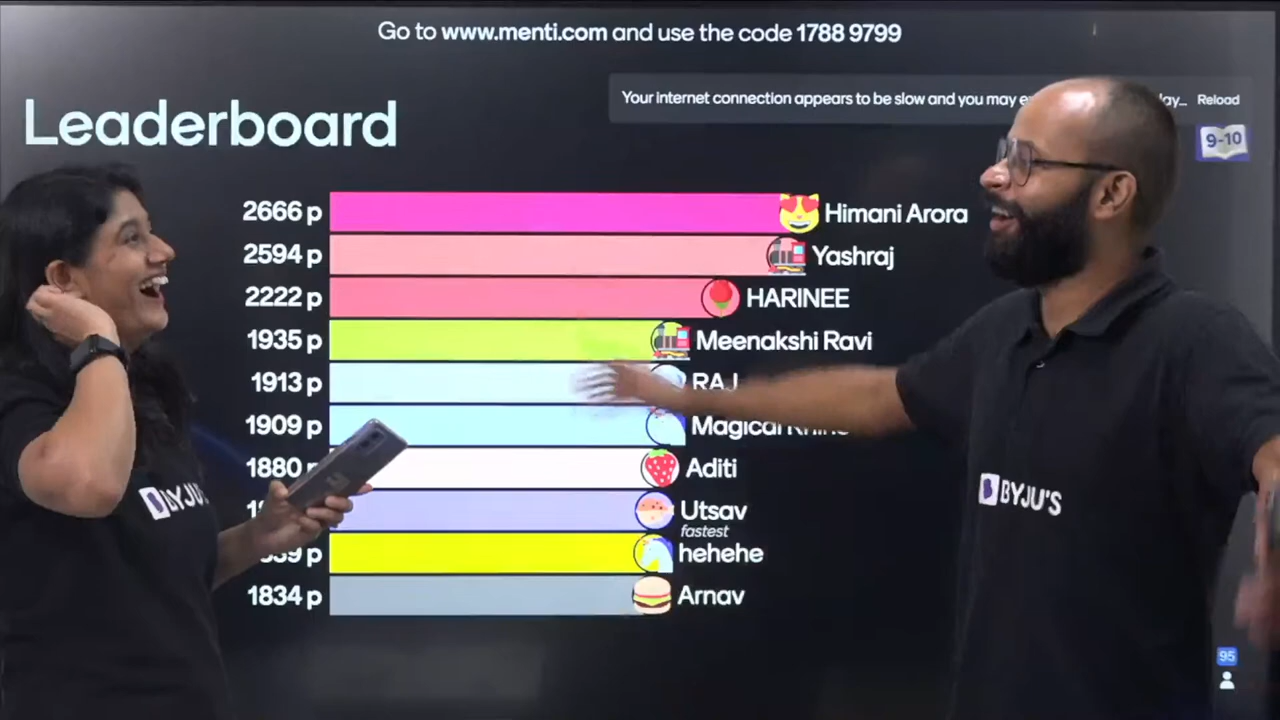 Go to www.menti.com and use the code 1788 9799
Your internet connection appears to be slow and you may
Reload
Leaderboard
9-10
2666 p Himani Arora
2594 p Yashraj
2222 p HARINEE
1935 p Meenakshi Ravi
1913 p RAJ
1909 p Magical
1880 p Aditi
Utsav
fastest
hehehe
1834 p Arnav
BYJU'S
BYJU'S
95